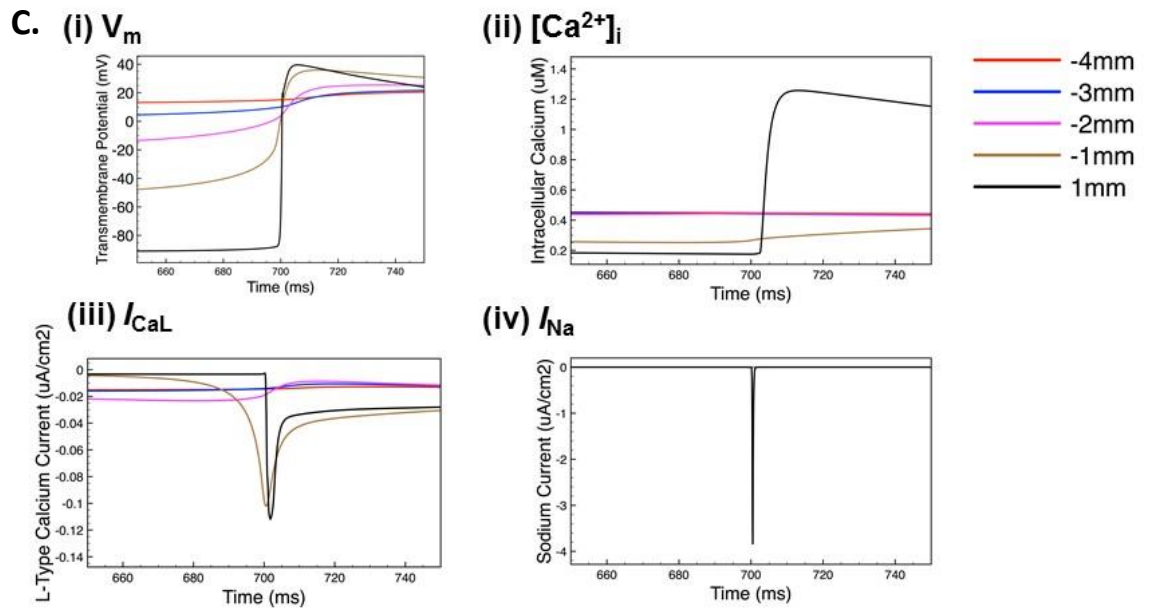 C. (i) Vm (ii) [Ca2+]i
Transmembrane Potential (mV)
40
20
0
-20
-40
-60
-80
660 680 700 720 740
Time (ms)
Intracellular Calcium (uM)
1.4
1.2
1
0.8
0.6
0.4
0.2
660 680 700 720 740
Time (ms)
-4mm
-3mm
-2mm
-1mm
1mm
(iii) ICaL (iv) INa
L-Type Calcium Current (uA/cm2)
0
-0.02
-0.04
-0.06
-0.08
-0.1
-0.12
-0.14
660 680 700 720 740
Time (ms)
Sodium Current (uA/cm2)
0
-1
-2
-3
-4
660 680 700 720 740
Time (ms)